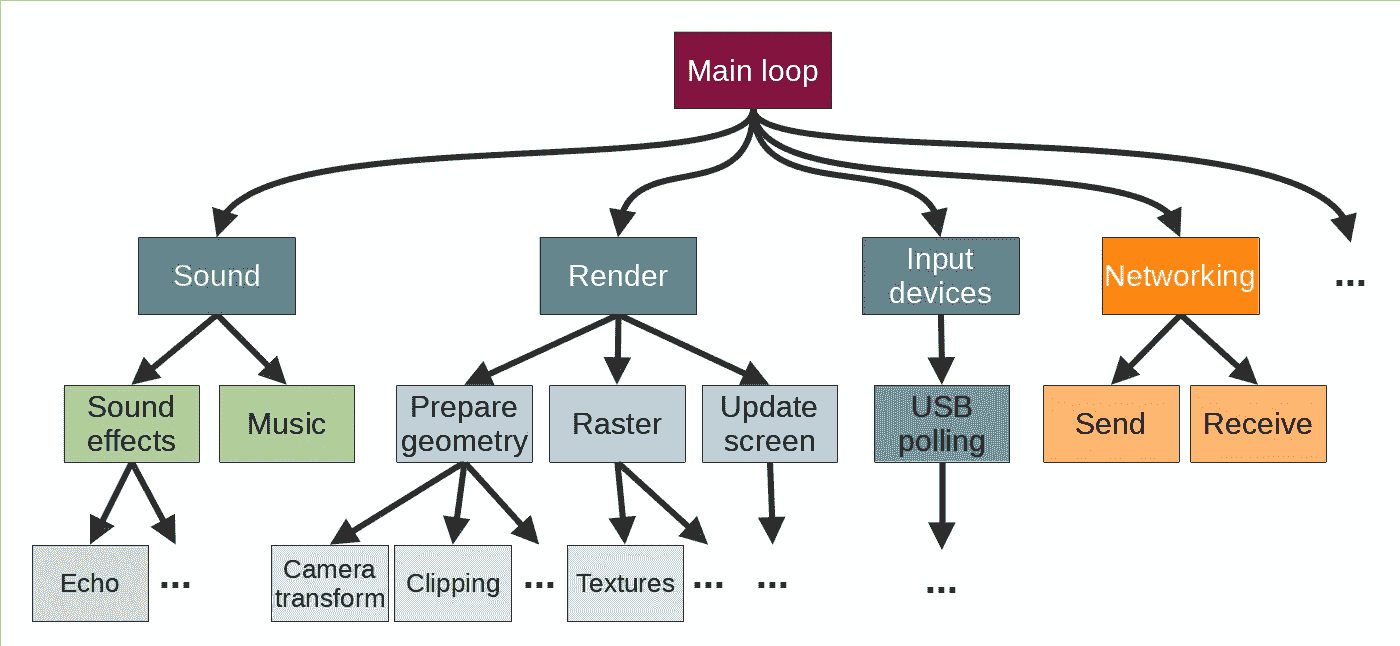 Main loop
Sound
Render
Input
devices
Networking
...
Sound
effects
Music
Prepare
geometry
Raster
Update
screen
USB
polling
Send
Receive
Echo
...
Camera
transform
Clipping
...
Textures
...
...
...